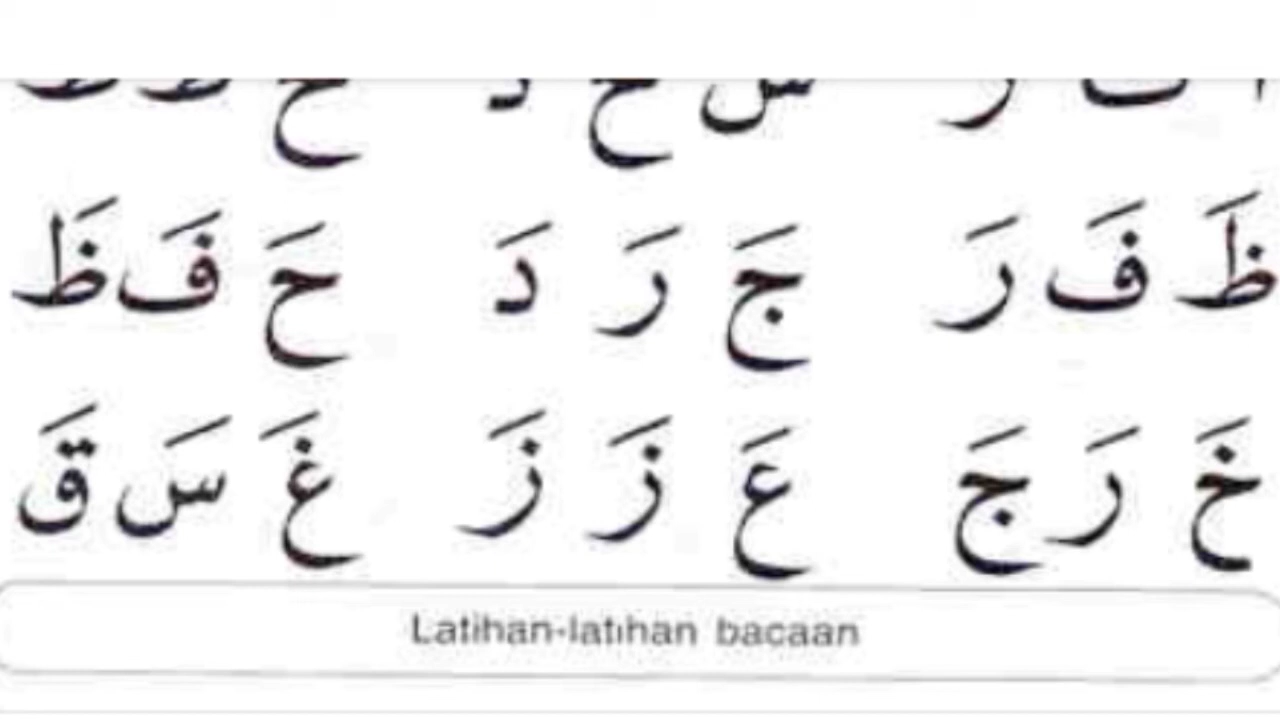 ظَ فَ رَ جَ رَ دَ حَ فَ ظَ
خَ رَ جَ عَ زَ زَ غَ سَ قَ
Latihan-latihan bacaan